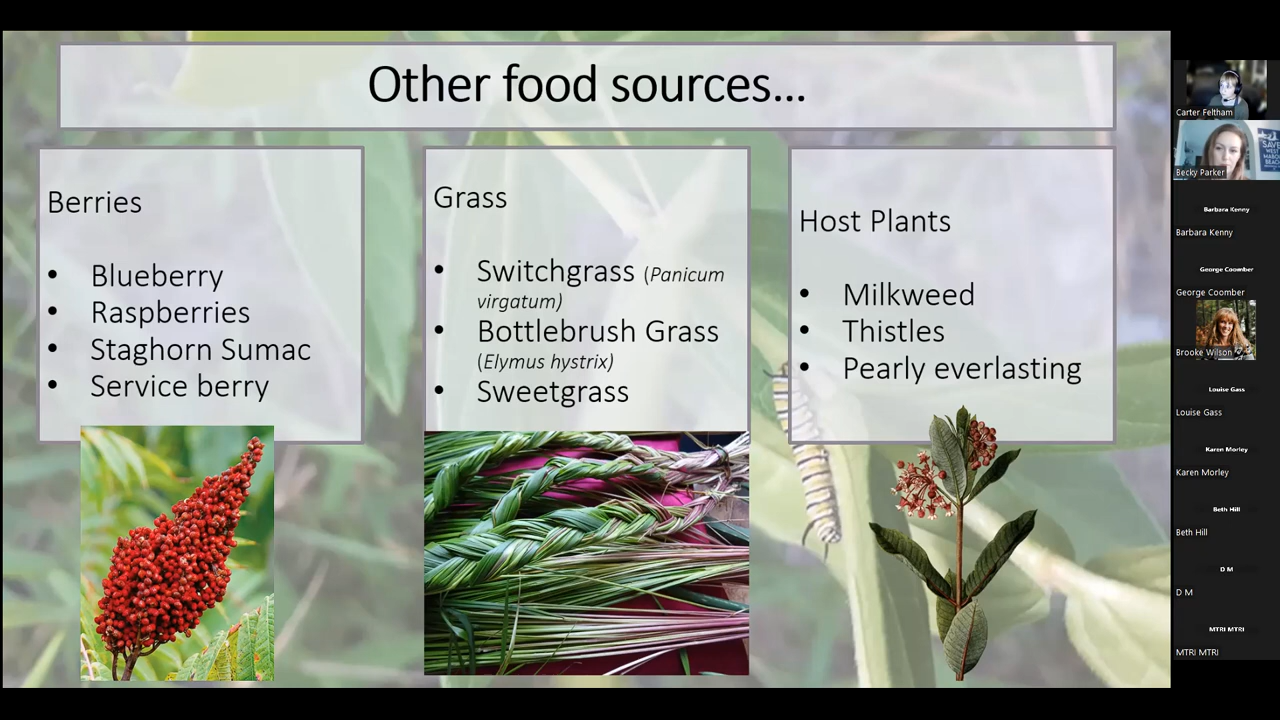 Other food sources...
Berries
• Blueberry
• Raspberries
• Staghorn Sumac
• Service berry
Grass
• Switchgrass (Panicum
virgatum)
• Bottlebrush Grass
(Elymus hystrix)
• Sweetgrass
Host Plants
• Milkweed
• Thistles
• Pearly everlasting
Carter Feltham
SAVE
WEST
Becky Parker
Barbara Kenny
Barbara Kenny
George Coomber
George Coomber
Brooke Wilson
Louise Gass
Louise Gass
Karen Morley
Karen Morley
Beth Hill
Beth Hill
D M
D M
MTRI MTRI
MTRI MTRI